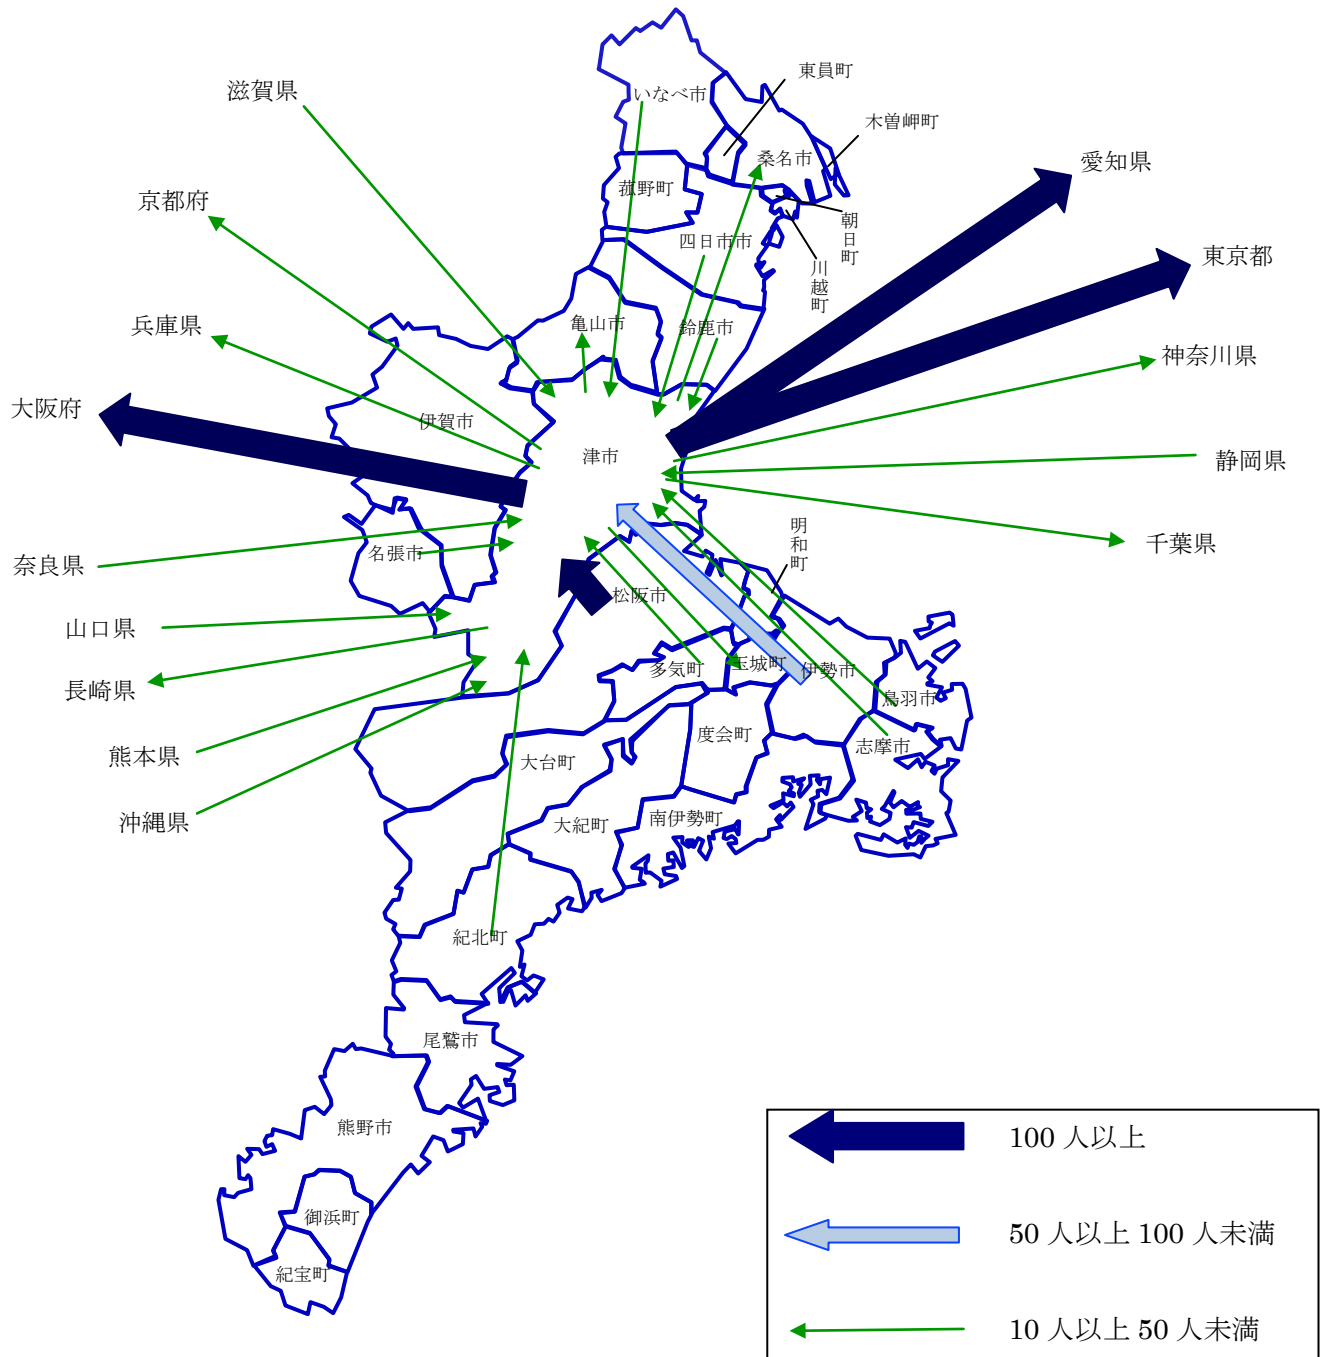 東員町
滋賀県
いなべ市
木曽岬町
桑名市
愛知県
菰野町
京都府
朝日町
四日市市
東京都
川越町
兵庫県
亀山市
鈴鹿市
神奈川県
大阪府
伊賀市
津市
静岡県
明和町
千葉県
名張市
奈良県
松阪市
山口県
多気町
玉城町
伊勢市
長崎県
鳥羽市
度会町
志摩市
熊本県
大台町
沖縄県
大紀町
南伊勢町
紀北町
尾鷲市
熊野市
御浜町
紀宝町
100 人以上
50 人以上 100 人未満
10 人以上 50 人未満